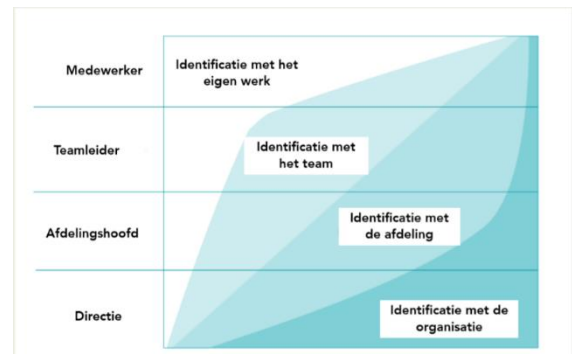 Medewerker
Identificatie met het
eigen werk
Teamleider
Identificatie met
het team
Afdelingshoofd
Identificatie met
de afdeling
Directie
Identificatie met de
organisatie